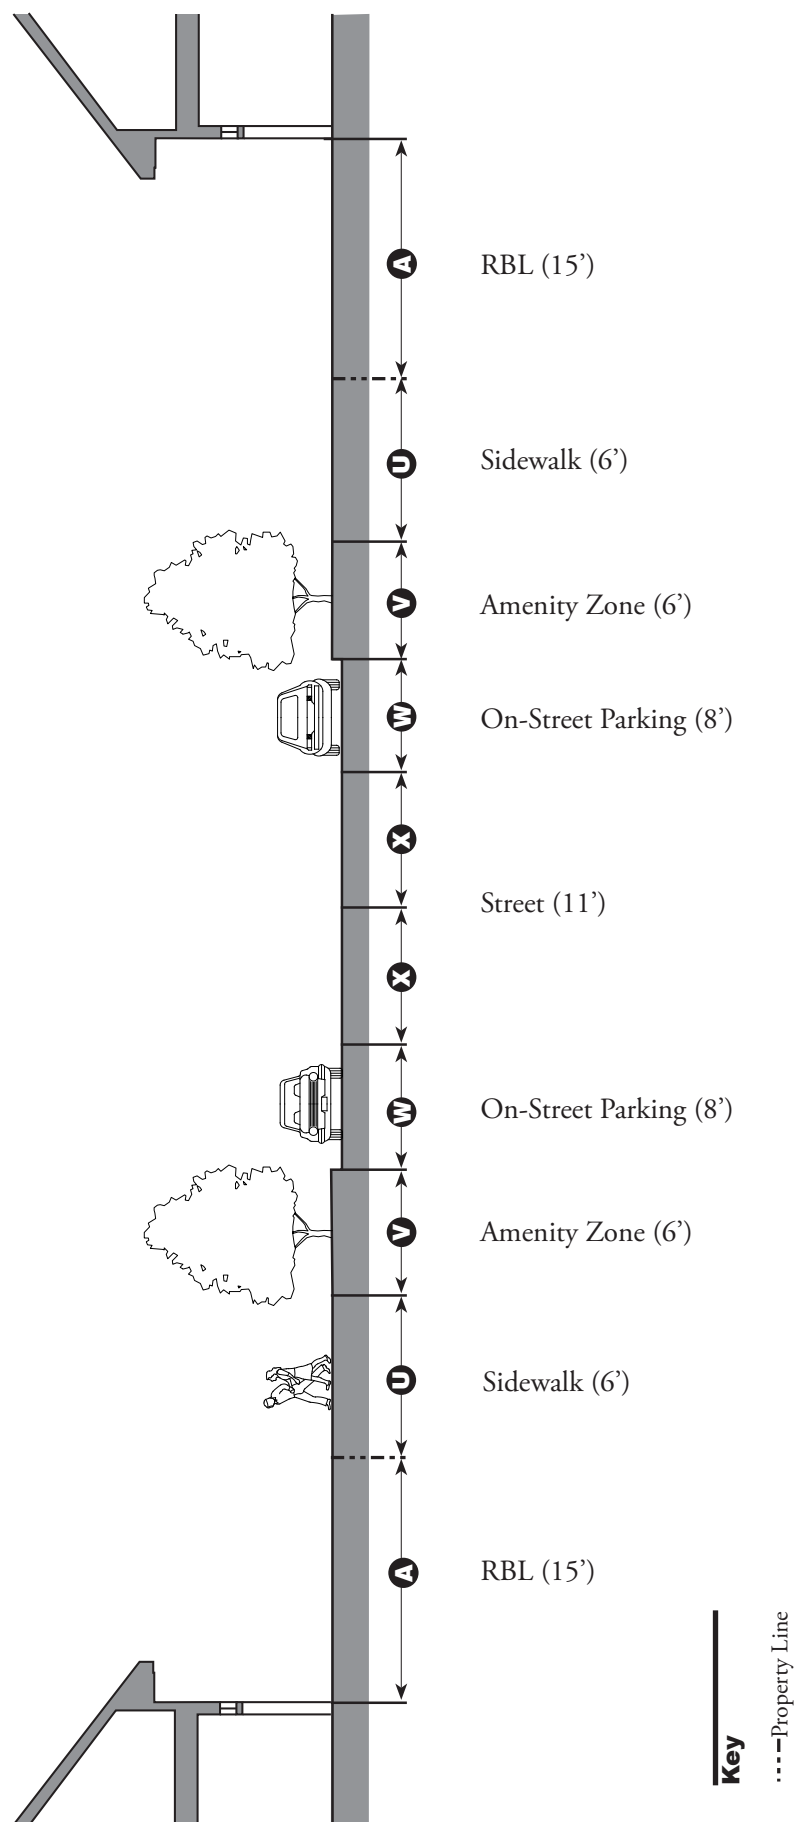 A
RBL (15’)
U
Sidewalk (6’)
V
Amenity Zone (6’)
W
On-Street Parking (8’)
X
Street (11’)
X
W
On-Street Parking (8’)
V
Amenity Zone (6’)
U
Sidewalk (6’)
A
RBL (15’)
Key
Property Line